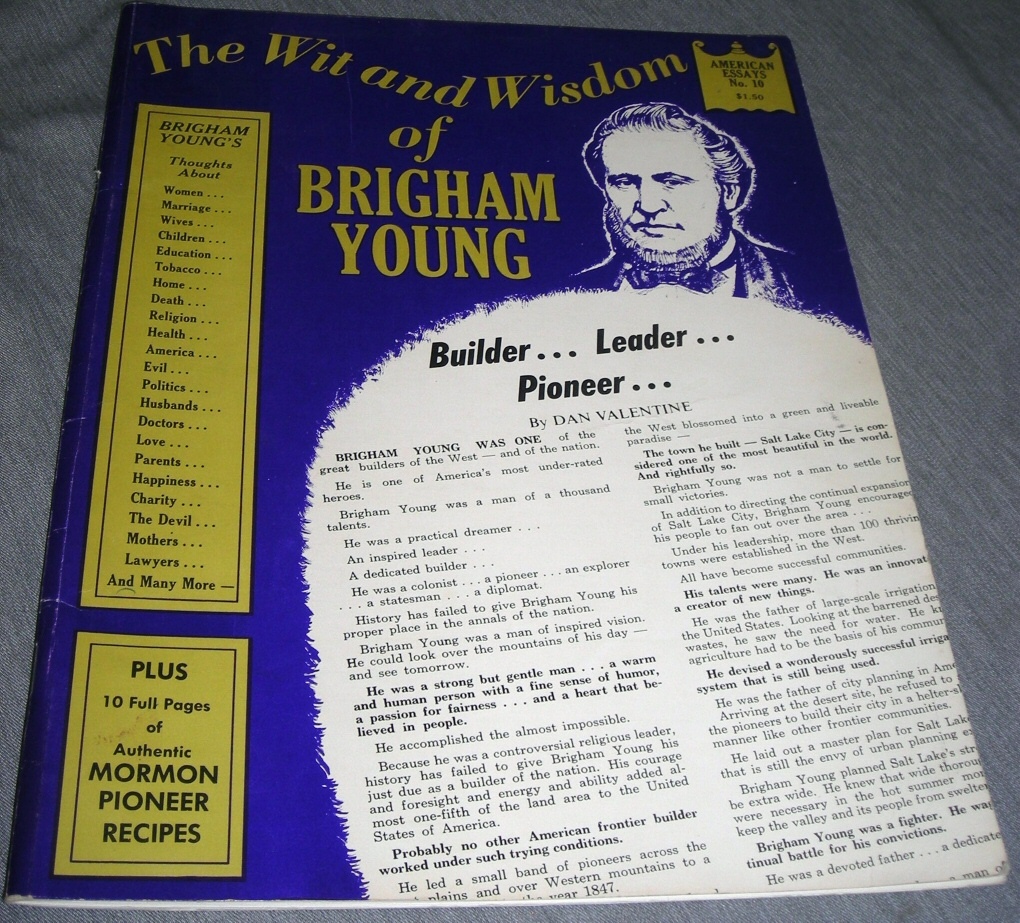 The Wit and Wisdom
of
BRIGHAM
YOUNG
AMERICAN
ESSAYS
No. 10
$1.50
BRIGHAM
YOUNG'S
Thoughts
About
Women ...
Marriage ...
Wives ...
Children ...
Education ...
Tobacco ...
Home ...
Death ...
Religion ...
Health ...
America ...
Evil ...
Politics ...
Husbands ...
Doctors ...
Love ...
Parents ...
Happiness ...
Charity ...
The Devil ...
Mothers ...
Lawyers ...
And Many More —
PLUS
10 Full Pages
of
Authentic
MORMON
PIONEER
RECIPES
Builder... Leader...
Pioneer...
By DAN VALENTINE
BRIGHAM YOUNG WAS ONE of the
great builders of the West — and of the nation.
He is one of America's most under-rated
heroes.
Brigham Young was a man of a thousand
talents.
He was a practical dreamer . . .
An inspired leader . . .
A dedicated builder . . .
He was a colonist . . . a pioneer . . . an explorer
. . . a statesman . . . a diplomat.
History has failed to give Brigham Young his
proper place in the annals of the nation.
Brigham Young was a man of inspired vision.
He could look over the mountains of his day —
and see tomorrow.
He was a strong but gentle man . . . a warm
and human person with a fine sense of humor,
a passion for fairness . . . and a heart that be-
lieved in people.
He accomplished the almost impossible.
Because he was a controversial religious leader,
history has failed to give Brigham Young his
just due as a builder of the nation. His courage
and foresight and energy and ability added al-
most one-fifth of the land area to the United
States of America.
Probably no other American frontier builder
worked under such trying conditions.
He led a small band of pioneers across the
plains and over Western mountains to a
year 1847.
the West blossomed into a green and liveable
paradise —
The town he built — Salt Lake City — is con-
sidered one of the most beautiful in the world.
And rightfully so.
Brigham Young was not a man to settle for
small victories.
In addition to directing the continual expansion
of Salt Lake City, Brigham Young encouraged
his people to fan out over the area . . .
Under his leadership, more than 100 thrivin
towns were established in the West.
All have become successful communities.
His talents were many. He was an innovat
a creator of new things.
He was the father of large-scale irrigation
the United States. Looking at the barren des
wastes, he saw the need for water. He k
agriculture had to be the basis of his commun
He devised a wonderously successful irriga
system that is still being used.
He was the father of city planning in Ame
Arriving at the desert site, he refused to
the pioneers to build their city in a helter-s
manner like other frontier communities.
He laid out a master plan for Salt Lake
that is still the envy of urban planning e
Brigham Young planned Salt Lake's stre
be extra wide. He knew that wide thorou
were necessary in the hot summer mo
keep the valley and its people from swelte
Brigham Young was a fighter. He wa
tinual battle for his convictions.
He was a devoted father . . . a dedicate
a man o